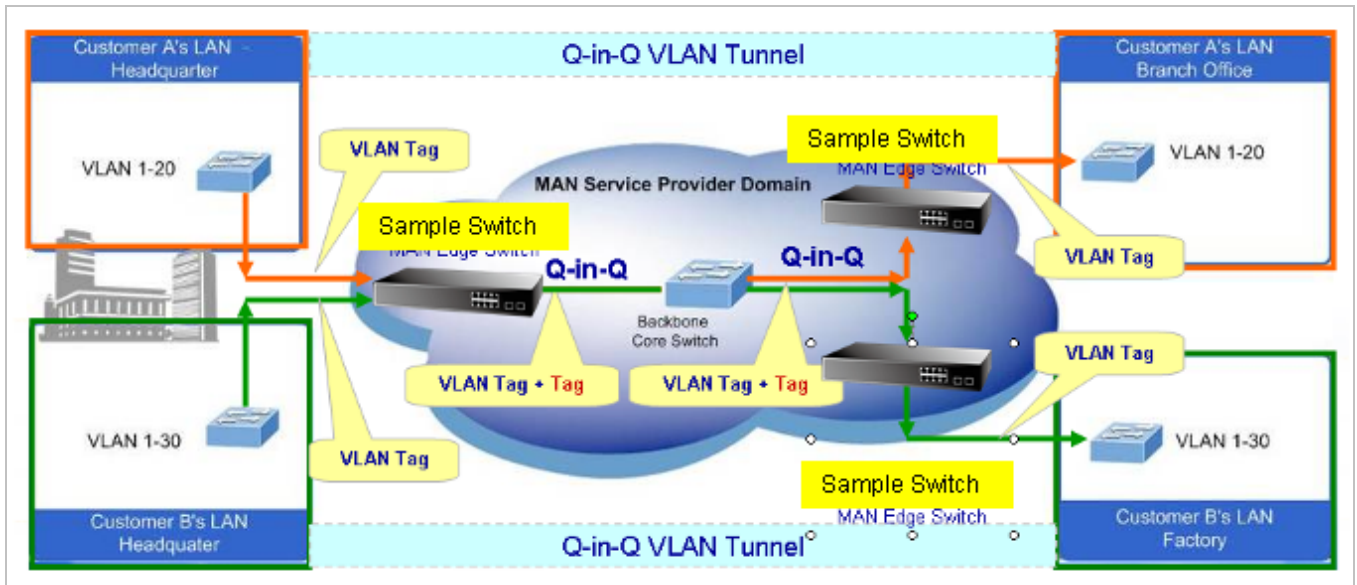 Customer A's LAN -
Headquarter
Q-in-Q VLAN Tunnel
Customer A's LAN
Branch Office
VLAN 1-20
VLAN Tag
Sample Switch
MAN Edge Switch
VLAN 1-20
MAN Service Provider Domain
Sample Switch
MAN Edge Switch
VLAN Tag
Q-in-Q
Q-in-Q
Backbone
Core Switch
VLAN Tag
VLAN Tag + Tag
VLAN Tag + Tag
VLAN 1-30
VLAN Tag
VLAN 1-30
Sample Switch
MAN Edge Switch
Customer B's LAN
Headquater
Q-in-Q VLAN Tunnel
Customer B's LAN
Factory